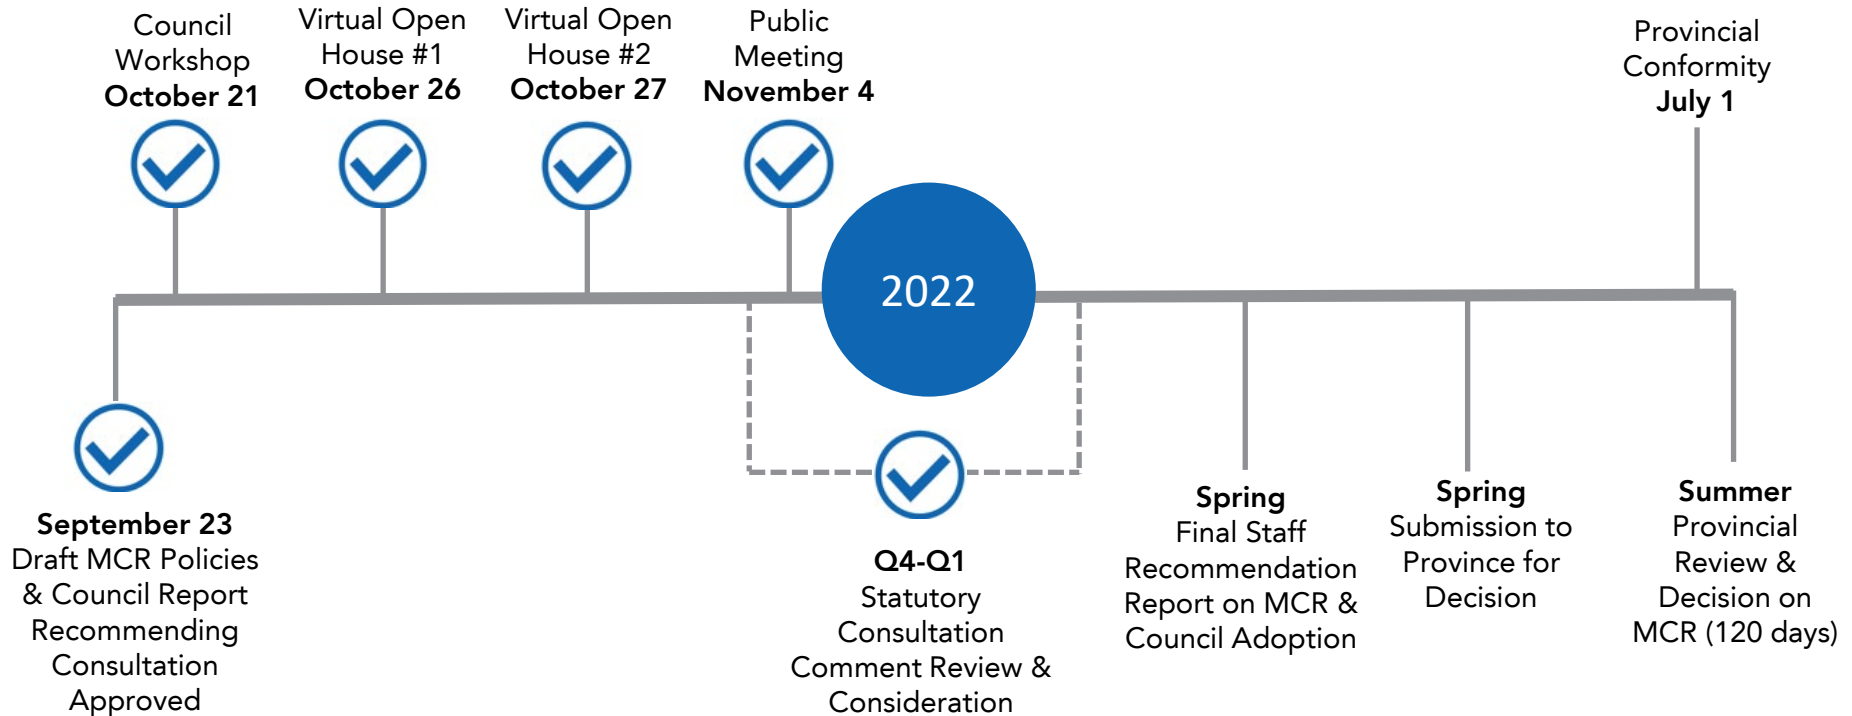 Council
Workshop
October 21
Virtual Open
House #1
October 26
Virtual Open
House #2
October 27
Public
Meeting
November 4
Provincial
Conformity
July 1
2022
September 23
Draft MCR Policies
& Council Report
Recommending
Consultation
Approved
Q4-Q1
Statutory
Consultation
Comment Review &
Consideration
Spring
Final Staff
Recommendation
Report on MCR &
Council Adoption
Spring
Submission to
Province for
Decision
Summer
Provincial
Review &
Decision on
MCR (120 days)